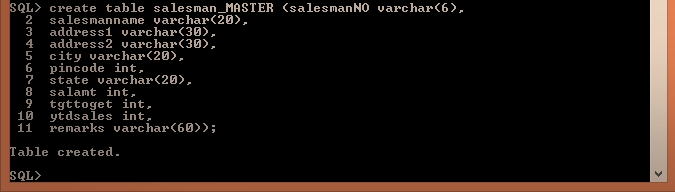 SQL> create table salesman_MASTER (salesmanNO varchar(6),
2 salesmanname varchar(20),
3 address1 varchar(30),
4 address2 varchar(30),
5 city varchar(20),
6 pincode int,
7 state varchar(20),
8 salamt int,
9 tgttoget int,
10 ytdsales int,
11 remarks varchar(60));
Table created.
SQL>